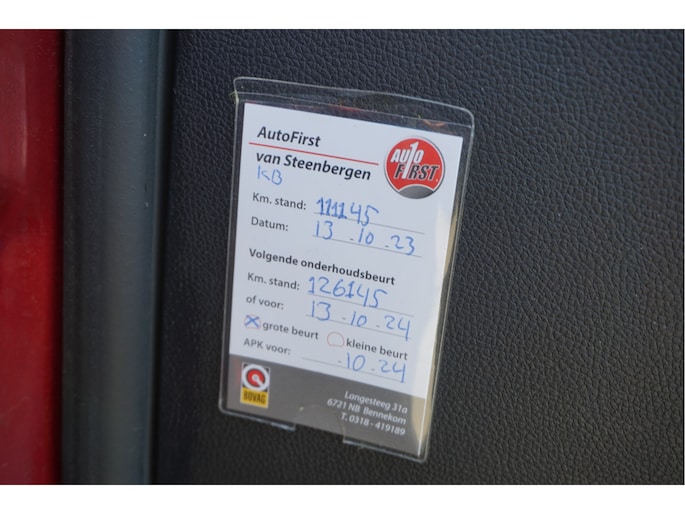 AutoFirst
van Steenbergen
AUTO FIRST
KB
Km. stand: 111145
Datum: 13-10-23
Volgende onderhoudsbeurt
Km. stand: 126145
of voor: 13-10-24
grote beurt kleine beurt
APK voor: -10-24
BOVAG
Langesteeg 31a
6721 NB Bennekom
T. 0318 - 419189